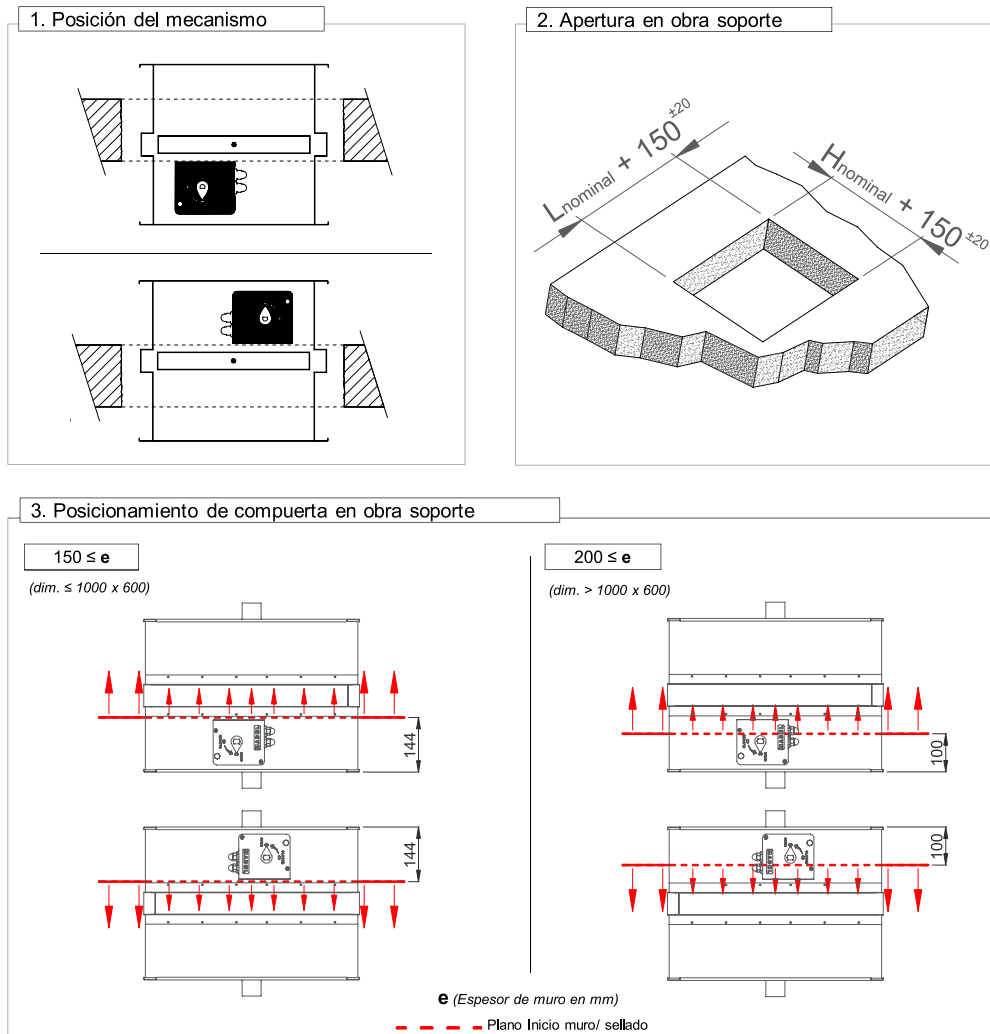 1. Posición del mecanismo
2. Apertura en obra soporte
Lnominal + 150 ±20
Hnominal + 150 ±20
3. Posicionamiento de compuerta en obra soporte
150 ≤ e
(dim. ≤ 1000 x 600)
200 ≤ e
(dim. > 1000 x 600)
144
100
144
100
e (Espesor de muro en mm)
Plano Inicio muro/ sellado